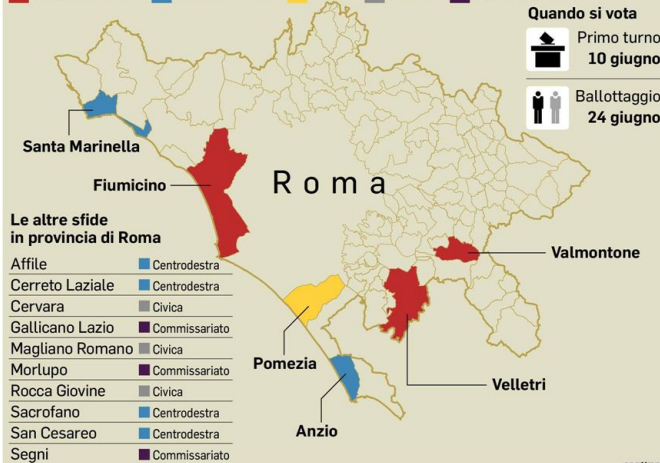 Quando si vota
Primo turno
10 giugno
Ballottaggio
24 giugno
Santa Marinella
Fiumicino
Roma
Valmontone
Pomezia
Velletri
Anzio
Le altre sfide
in provincia di Roma
Affile Centrodestra
Cerreto Laziale Centrodestra
Cervara Civica
Gallicano Lazio Commissariato
Magliano Romano Civica
Morlupo Commissariato
Rocca Giovine Civica
Sacrofano Centrodestra
San Cesareo Centrodestra
Segni Commissariato